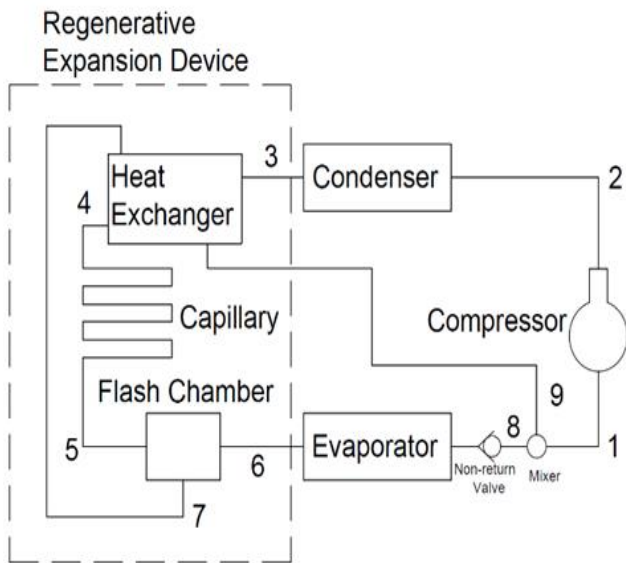 Regenerative
Expansion Device
3
Condenser
2
Heat
Exchanger
4
Capillary
Compressor
Flash Chamber
9
5
6
Evaporator
8
1
Non-return
Valve
Mixer
7